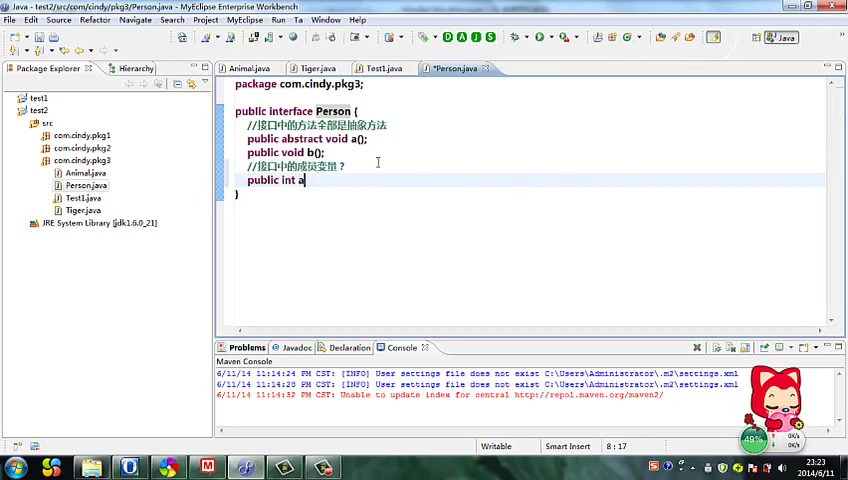 Java - test2/src/com/cindy/pkg3/Person.java - MyEclipse Enterprise Workbench
File Edit Source Refactor Navigate Search Project MyEclipse Run Window Help
Java
Package Explorer Hierarchy
Animal.java Tiger.java Test1.java *Person.java
test1
test2
src
com.cindy.pkg1
com.cindy.pkg2
com.cindy.pkg3
Animal.java
Person.java
Test1.java
Tiger.java
JRE System Library [jdk1.6.0_21]
package com.cindy.pkg3;
public interface Person {
//接口中的方法全部是抽象方法
public abstract void a();
public void b();
//接口中的成员变量？
public int a
}
Problems Javadoc Declaration Console
Maven Console
6/11/14 11:14:24 PM CST: [INFO] User settings file does not exist C:\Users\Administrator\.m2\settings.xml
6/11/14 11:14:28 PM CST: [INFO] User settings file does not exist C:\Users\Administrator\.m2\settings.xml
6/11/14 11:14:32 PM CST: Unable to update index for central http://repo1.maven.org/maven2/
49%
0K/s
0K/s
Writable Smart Insert 8 : 17
23:23
2014/6/11